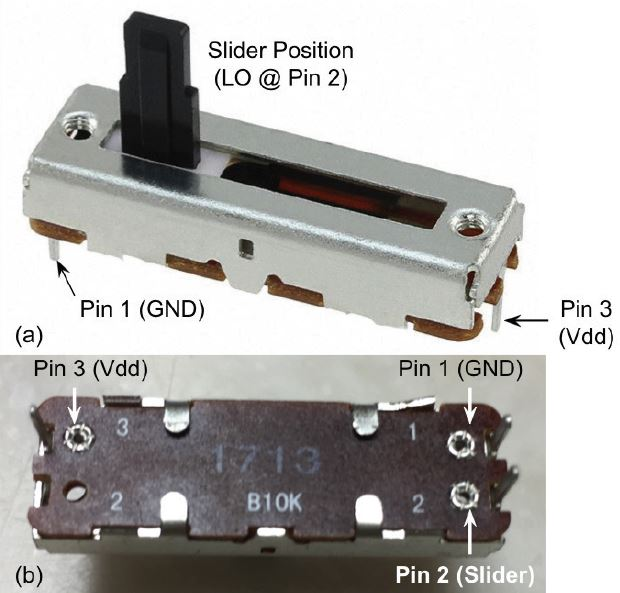 Slider Position
(LO @ Pin 2)
Pin 1 (GND)
Pin 3
(Vdd)
(a)
Pin 3 (Vdd)
Pin 1 (GND)
3
1
1713
2
B10K
2
(b)
Pin 2 (Slider)